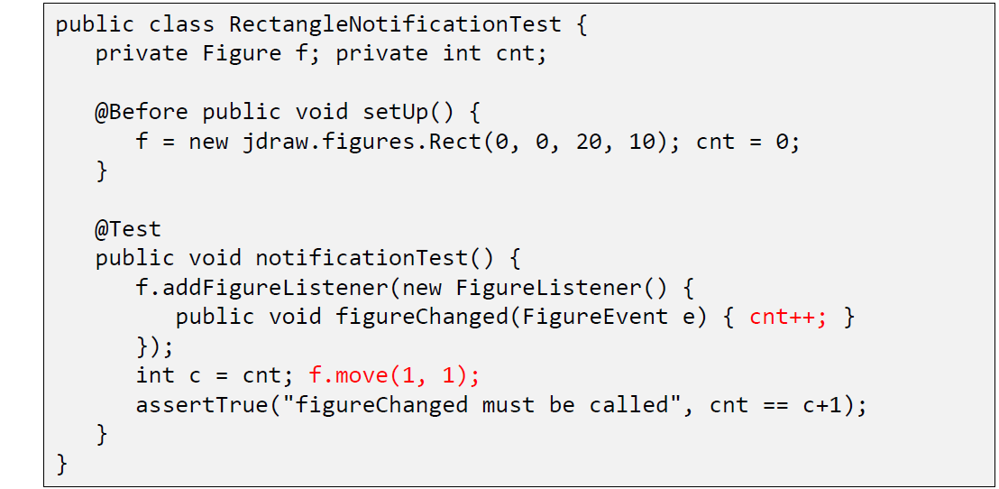 public class RectangleNotificationTest {
   private Figure f; private int cnt;
   @Before public void setUp() {
      f = new jdraw.figures.Rect(0, 0, 20, 10); cnt = 0;
   }
   @Test
   public void notificationTest() {
      f.addFigureListener(new FigureListener() {
         public void figureChanged(FigureEvent e) { cnt++; }
      });
      int c = cnt; f.move(1, 1);
      assertTrue("figureChanged must be called", cnt == c+1);
   }
}